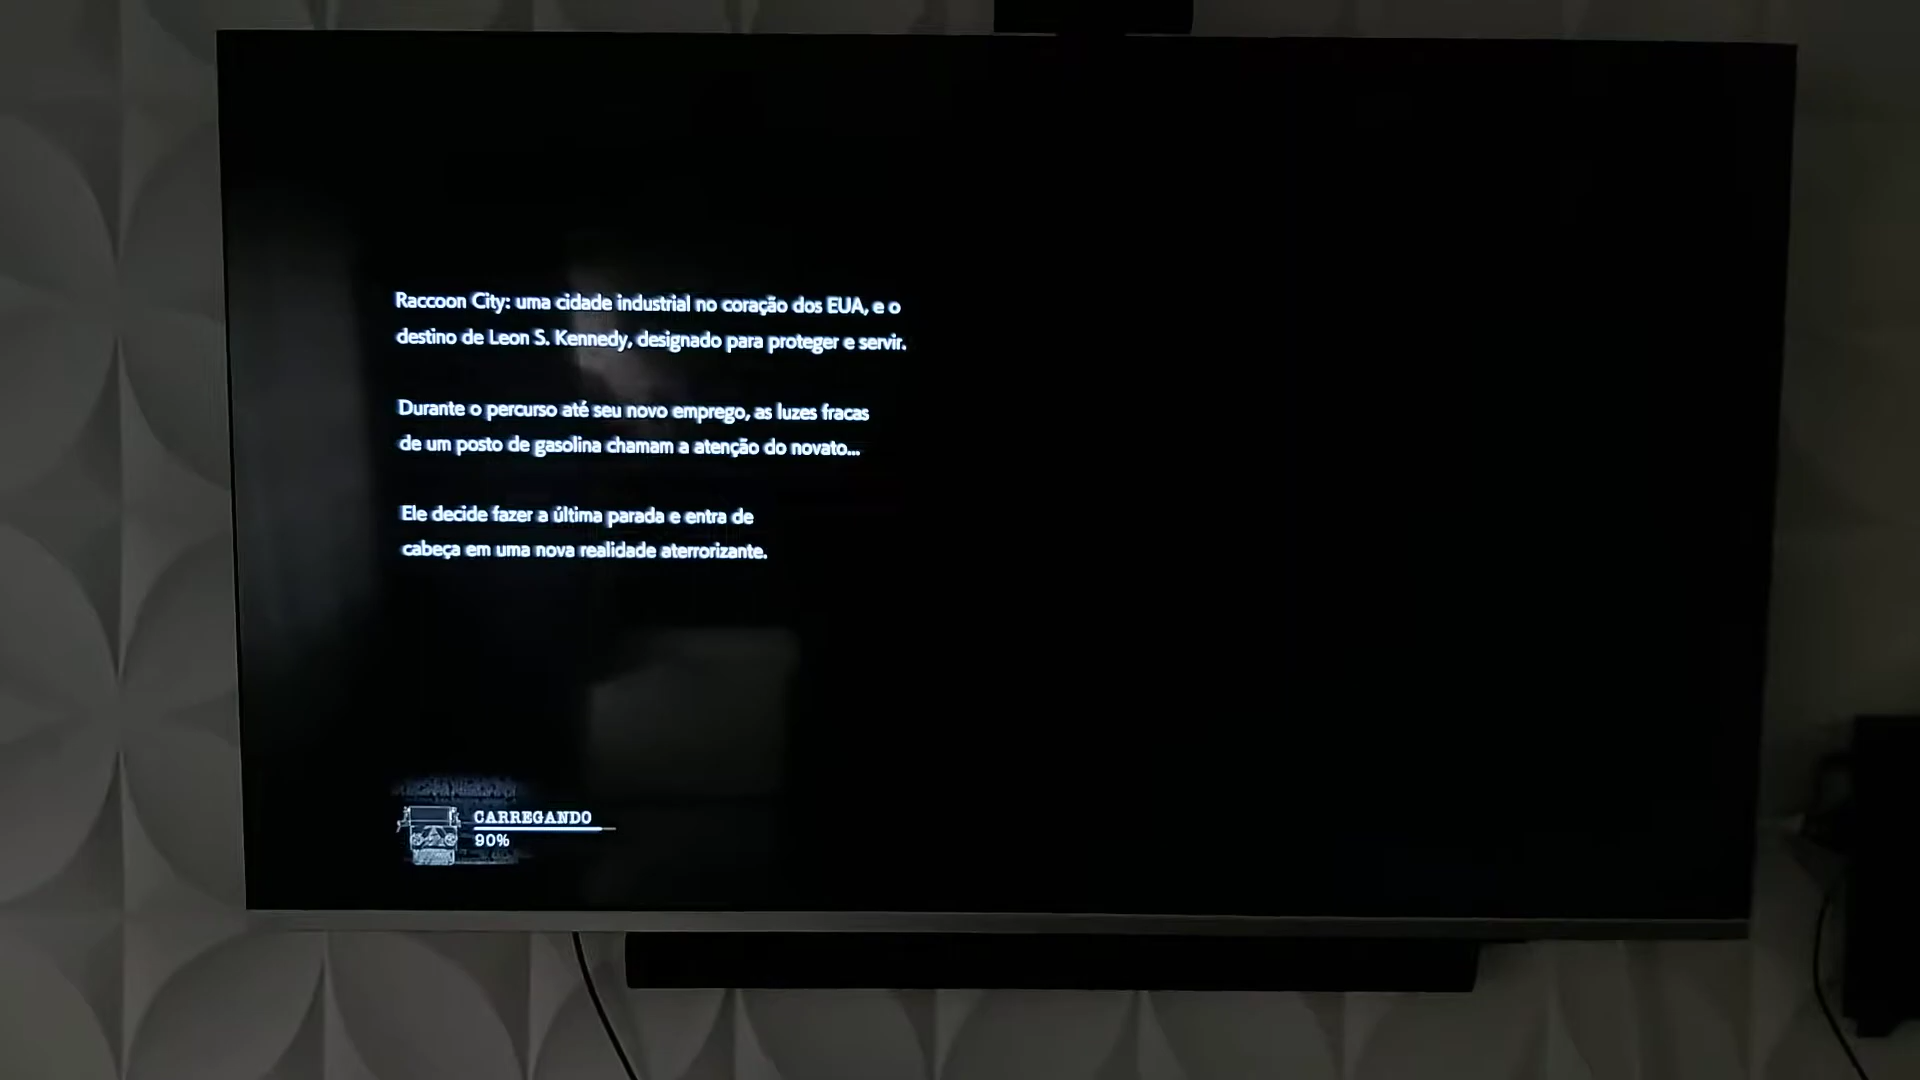 Raccoon City: uma cidade industrial no coração dos EUA, e o
destino de Leon S. Kennedy, designado para proteger e servir.
Durante o percurso até seu novo emprego, as luzes fracas
de um posto de gasolina chamam a atenção do novato...
Ele decide fazer a última parada e entra de
cabeça em uma nova realidade aterrorizante.
CARREGANDO
90%